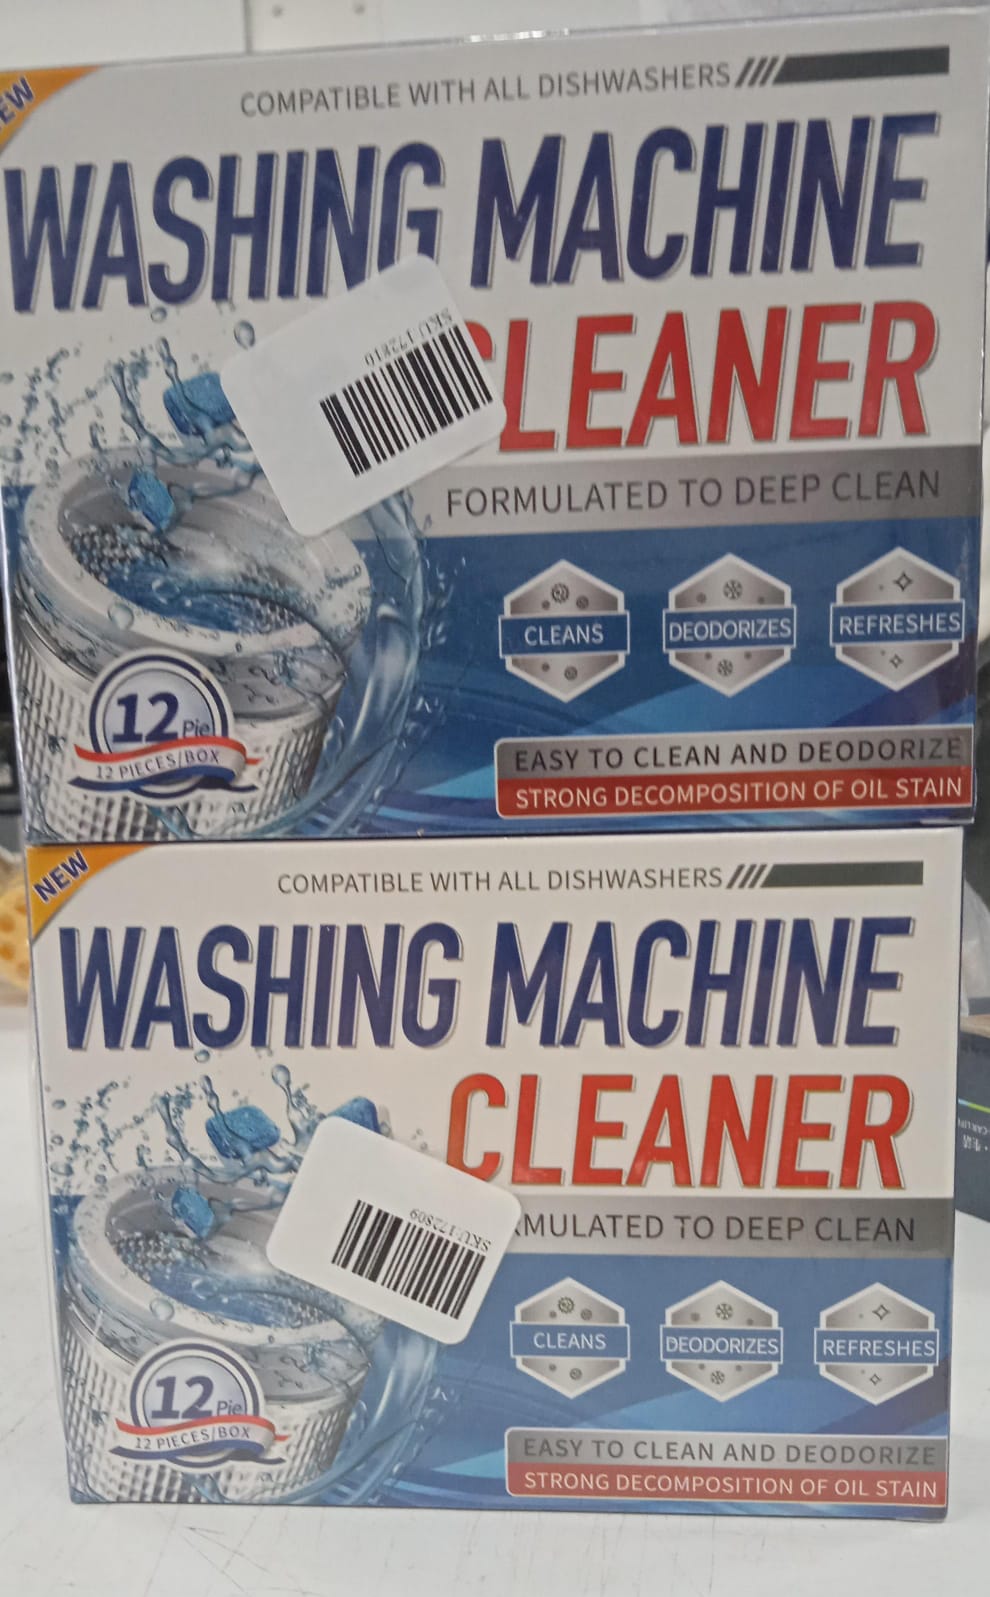 NEW
COMPATIBLE WITH ALL DISHWASHERS
WASHING MACHINE
CLEANER
SKU-172810
FORMULATED TO DEEP CLEAN
CLEANS
DEODORIZES
REFRESHES
12 Pie
12 PIECES/BOX
EASY TO CLEAN AND DEODORIZE
STRONG DECOMPOSITION OF OIL STAIN
NEW
COMPATIBLE WITH ALL DISHWASHERS
WASHING MACHINE
CLEANER
SKU-172809
RMULATED TO DEEP CLEAN
CLEANS
DEODORIZES
REFRESHES
12 Pie
12 PIECES/BOX
EASY TO CLEAN AND DEODORIZE
STRONG DECOMPOSITION OF OIL STAIN